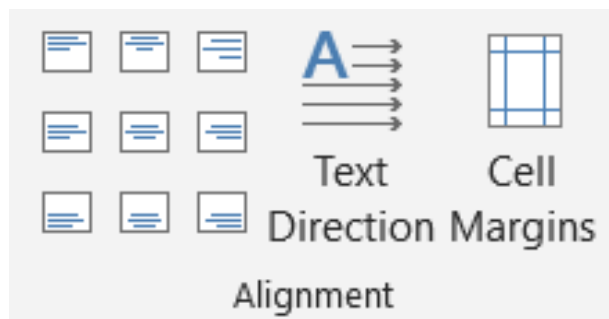 A
Text
Direction
Cell
Margins
Alignment